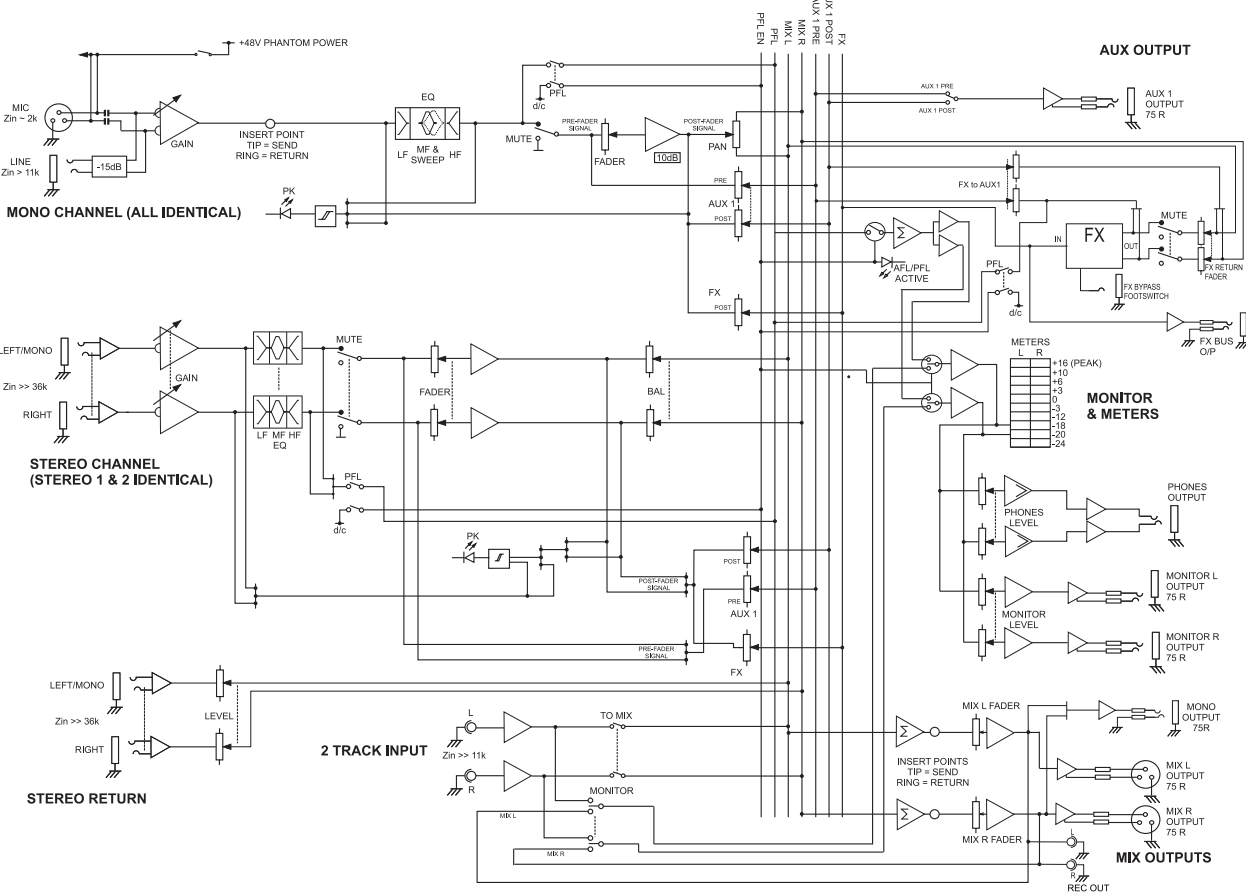 PFL EN
PFL
MIX L
MIX R
AUX 1 PRE
AUX 1 POST
FX
+48V PHANTOM POWER
MIC
Zin ~ 2k
GAIN
LINE
Zin > 11k
-15dB
INSERT POINT
TIP = SEND
RING = RETURN
EQ
LF
MF &
SWEEP
HF
PFL
d/c
MUTE
PRE-FADER
SIGNAL
FADER
10dB
POST-FADER
SIGNAL
PAN
PRE
AUX 1
POST
FX
POST
PK
MONO CHANNEL (ALL IDENTICAL)
AUX OUTPUT
AUX 1 PRE
AUX 1 POST
AUX 1
OUTPUT
75 R
FX to AUX1
IN
FX
OUT
MUTE
FX RETURN
FADER
FX BYPASS
FOOTSWITCH
FX BUS
O/P
PFL
d/c
AFL/PFL
ACTIVE
LEFT/MONO
Zin >> 36k
RIGHT
GAIN
LF MF HF
EQ
MUTE
FADER
BAL
STEREO CHANNEL
(STEREO 1 & 2 IDENTICAL)
PFL
d/c
PK
POST-FADER
SIGNAL
POST
PRE
AUX 1
PRE-FADER
SIGNAL
FX
METERS
L R
+16 (PEAK)
+10
+6
+3
0
-3
-12
-18
-20
-24
MONITOR
& METERS
PHONES
OUTPUT
PHONES
LEVEL
MONITOR L
OUTPUT
75 R
MONITOR
LEVEL
MONITOR R
OUTPUT
75 R
LEFT/MONO
Zin >> 36k
LEVEL
RIGHT
STEREO RETURN
2 TRACK INPUT
L
Zin >> 11k
R
TO MIX
MONITOR
MIX L
MIX R
INSERT POINTS
TIP = SEND
RING = RETURN
MIX L FADER
MIX R FADER
MONO
OUTPUT
75R
MIX L
OUTPUT
75 R
MIX R
OUTPUT
75 R
MIX OUTPUTS
L
R
REC OUT